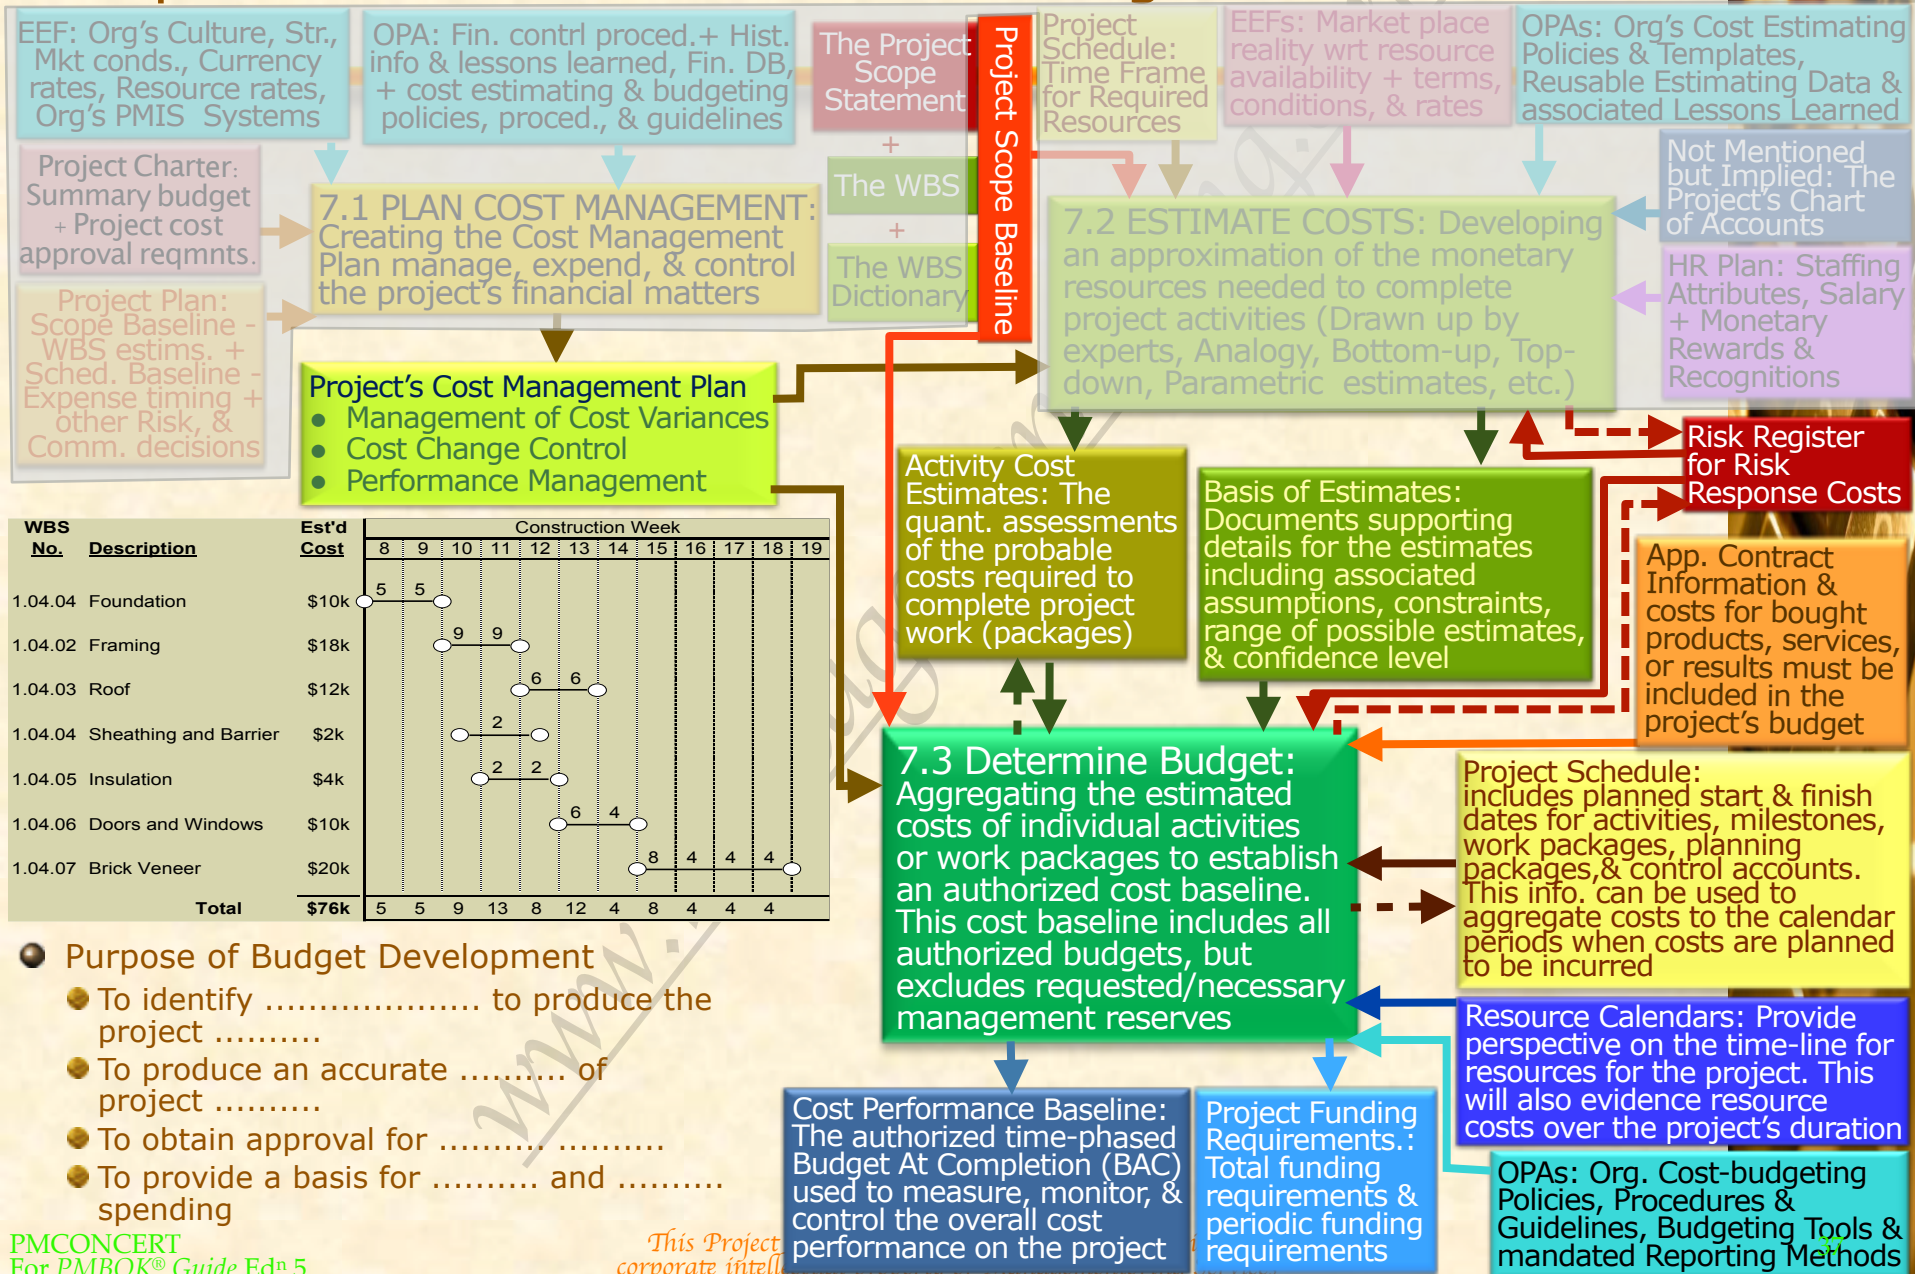 EEF: Org's Culture, Str.,
Mkt conds., Currency
rates, Resource rates,
Org's PMIS Systems
OPA: Fin. contrl proced.+ Hist.
info & lessons learned, Fin. DB,
+ cost estimating & budgeting
policies, proced., & guidelines
The Project
Scope
Statement
+
The WBS
+
The WBS
Dictionary
Project Scope Baseline
Project
Schedule:
Time Frame
for Required
Resources
EEFs: Market place
reality wrt resource
availability + terms,
conditions, & rates
OPAs: Org's Cost Estimating
Policies & Templates,
Reusable Estimating Data &
associated Lessons Learned
Project Charter:
Summary budget
+ Project cost
approval reqmnts.
7.1 PLAN COST MANAGEMENT:
Creating the Cost Management
Plan manage, expend, & control
the project's financial matters
7.2 ESTIMATE COSTS: Developing
an approximation of the monetary
resources needed to complete
project activities (Drawn up by
experts, Analogy, Bottom-up, Top-
down, Parametric estimates, etc.)
Not Mentioned
but Implied: The
Project's Chart
of Accounts
HR Plan: Staffing
Attributes, Salary
+ Monetary
Rewards &
Recognitions
Project Plan:
Scope Baseline -
WBS estims. +
Sched. Baseline -
Expense timing +
other Risk, &
Comm. decisions
Project's Cost Management Plan
● Management of Cost Variances
● Cost Change Control
● Performance Management
Activity Cost
Estimates: The
quant. assessments
of the probable
costs required to
complete project
work (packages)
Basis of Estimates:
Documents supporting
details for the estimates
including associated
assumptions, constraints,
range of possible estimates,
& confidence level
Risk Register
for Risk
Response Costs
App. Contract
Information &
costs for bought
products, services,
or results must be
included in the
project's budget
WBS Est'd Construction Week
No. Description Cost 8 9 10 11 12 13 14 15 16 17 18 19
1.04.04 Foundation $10k 5 5
1.04.02 Framing $18k 9 9
1.04.03 Roof $12k 6 6
1.04.04 Sheathing and Barrier $2k 2
1.04.05 Insulation $4k 2 2
1.04.06 Doors and Windows $10k 6 4
1.04.07 Brick Veneer $20k 8 4 4 4
Total $76k 5 5 9 13 8 12 4 8 4 4 4
7.3 Determine Budget:
Aggregating the estimated
costs of individual activities
or work packages to establish
an authorized cost baseline.
This cost baseline includes all
authorized budgets, but
excludes requested/necessary
management reserves
Project Schedule:
includes planned start & finish
dates for activities, milestones,
work packages, planning
packages,& control accounts.
This info. can be used to
aggregate costs to the calendar
periods when costs are planned
to be incurred
Resource Calendars: Provide
perspective on the time-line for
resources for the project. This
will also evidence resource
costs over the project's duration
OPAs: Org. Cost-budgeting
Policies, Procedures &
Guidelines, Budgeting Tools &
mandated Reporting Methods
37
Purpose of Budget Development
To identify .................... to produce the
project ..........
To produce an accurate .......... of
project ..........
To obtain approval for .......... ..........
To provide a basis for .......... and ..........
spending
Cost Performance Baseline:
The authorized time-phased
Budget At Completion (BAC)
used to measure, monitor, &
control the overall cost
performance on the project
Project Funding
Requirements.:
Total funding
requirements &
periodic funding
requirements
PMCONCERT
For PMBOK® Guide Edn 5
This Project
corporate
www.